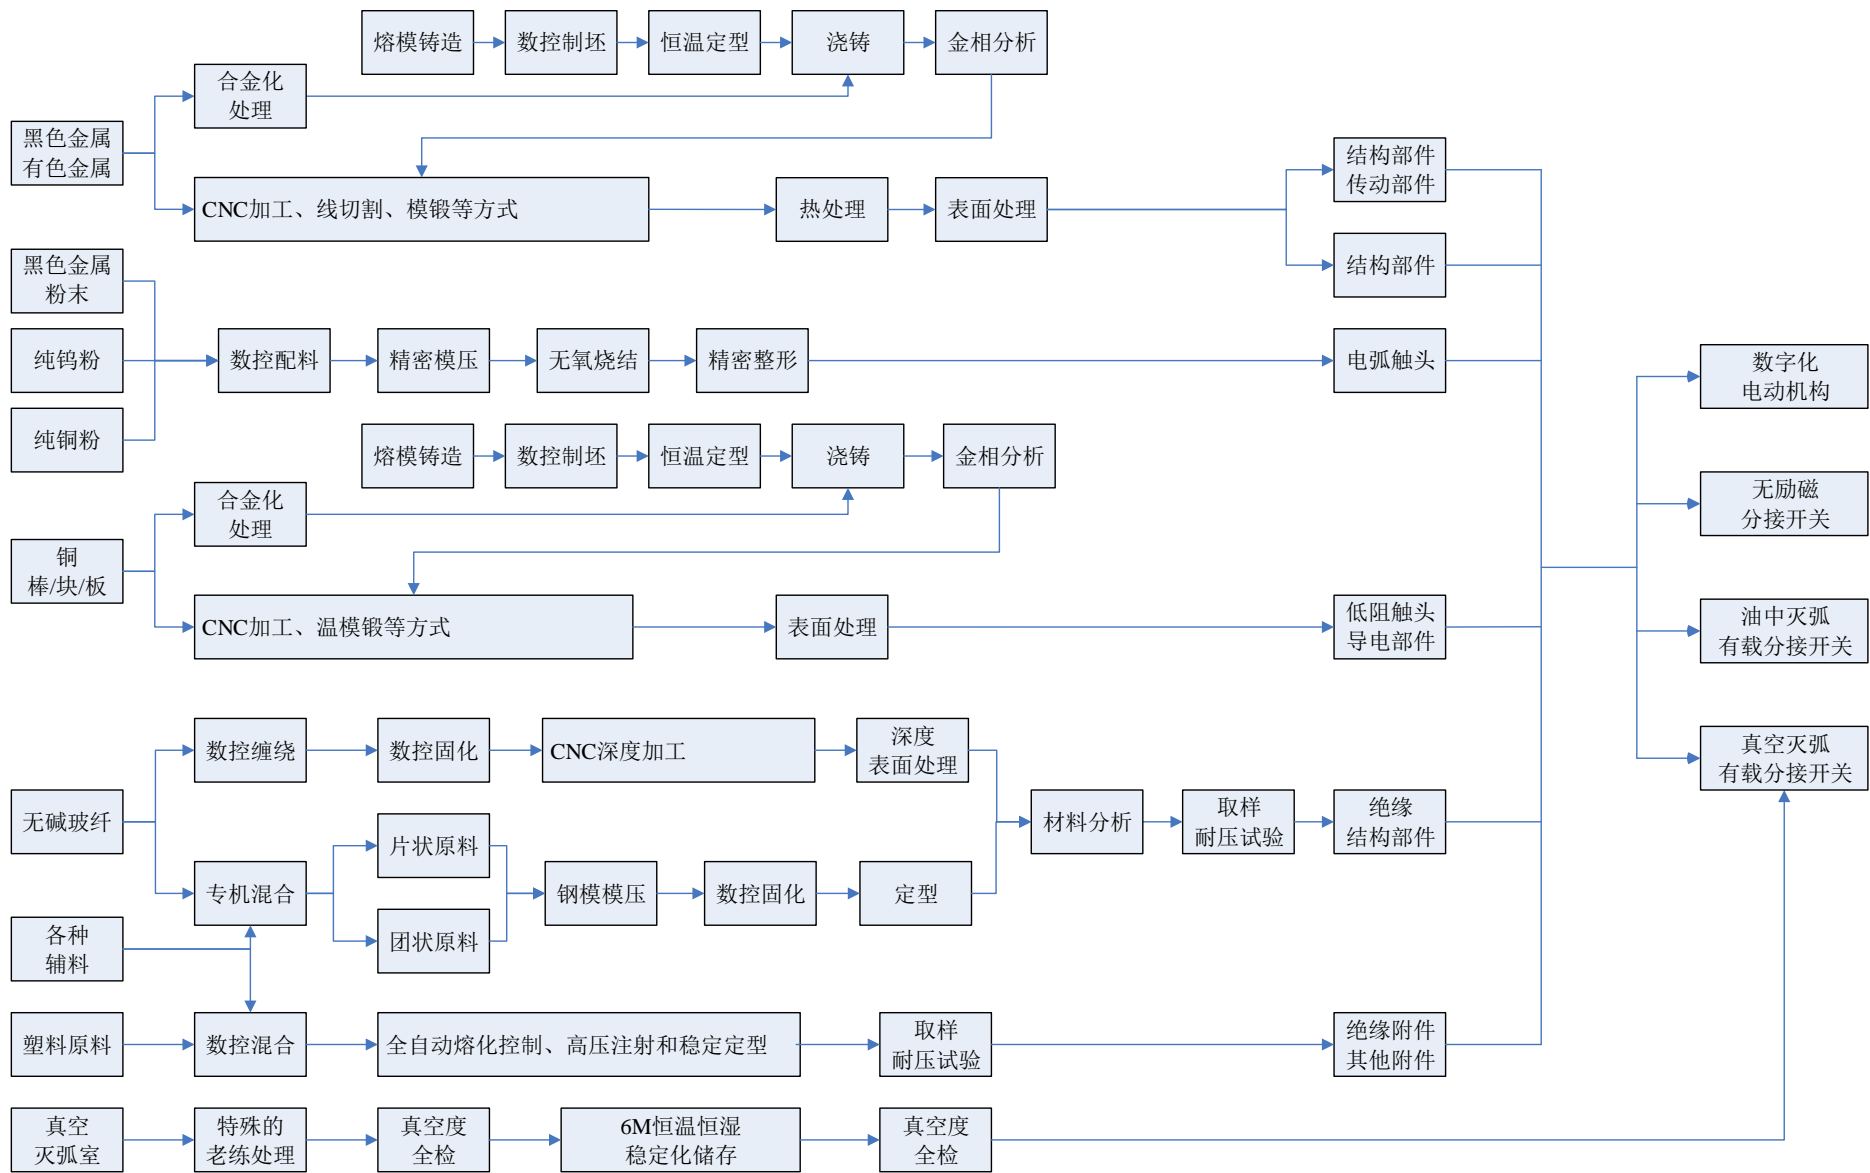 熔模铸造
数控制坯
恒温定型
浇铸
金相分析
合金化
处理
黑色金属
有色金属
CNC加工、线切割、模锻等方式
热处理
表面处理
结构部件
传动部件
结构部件
黑色金属
粉末
纯钨粉
纯铜粉
数控配料
精密模压
无氧烧结
精密整形
电弧触头
熔模铸造
数控制坯
恒温定型
浇铸
金相分析
合金化
处理
铜
棒/块/板
CNC加工、温模锻等方式
表面处理
低阻触头
导电部件
数控缠绕
数控固化
CNC深度加工
深度
表面处理
无碱玻纤
片状原料
专机混合
团状原料
钢模模压
数控固化
定型
材料分析
取样
耐压试验
绝缘
结构部件
各种
辅料
塑料原料
数控混合
全自动熔化控制、高压注射和稳定定型
取样
耐压试验
绝缘附件
其他附件
真空
灭弧室
特殊的
老练处理
真空度
全检
6M恒温恒湿
稳定化储存
真空度
全检
数字化
电动机构
无励磁
分接开关
油中灭弧
有载分接开关
真空灭弧
有载分接开关